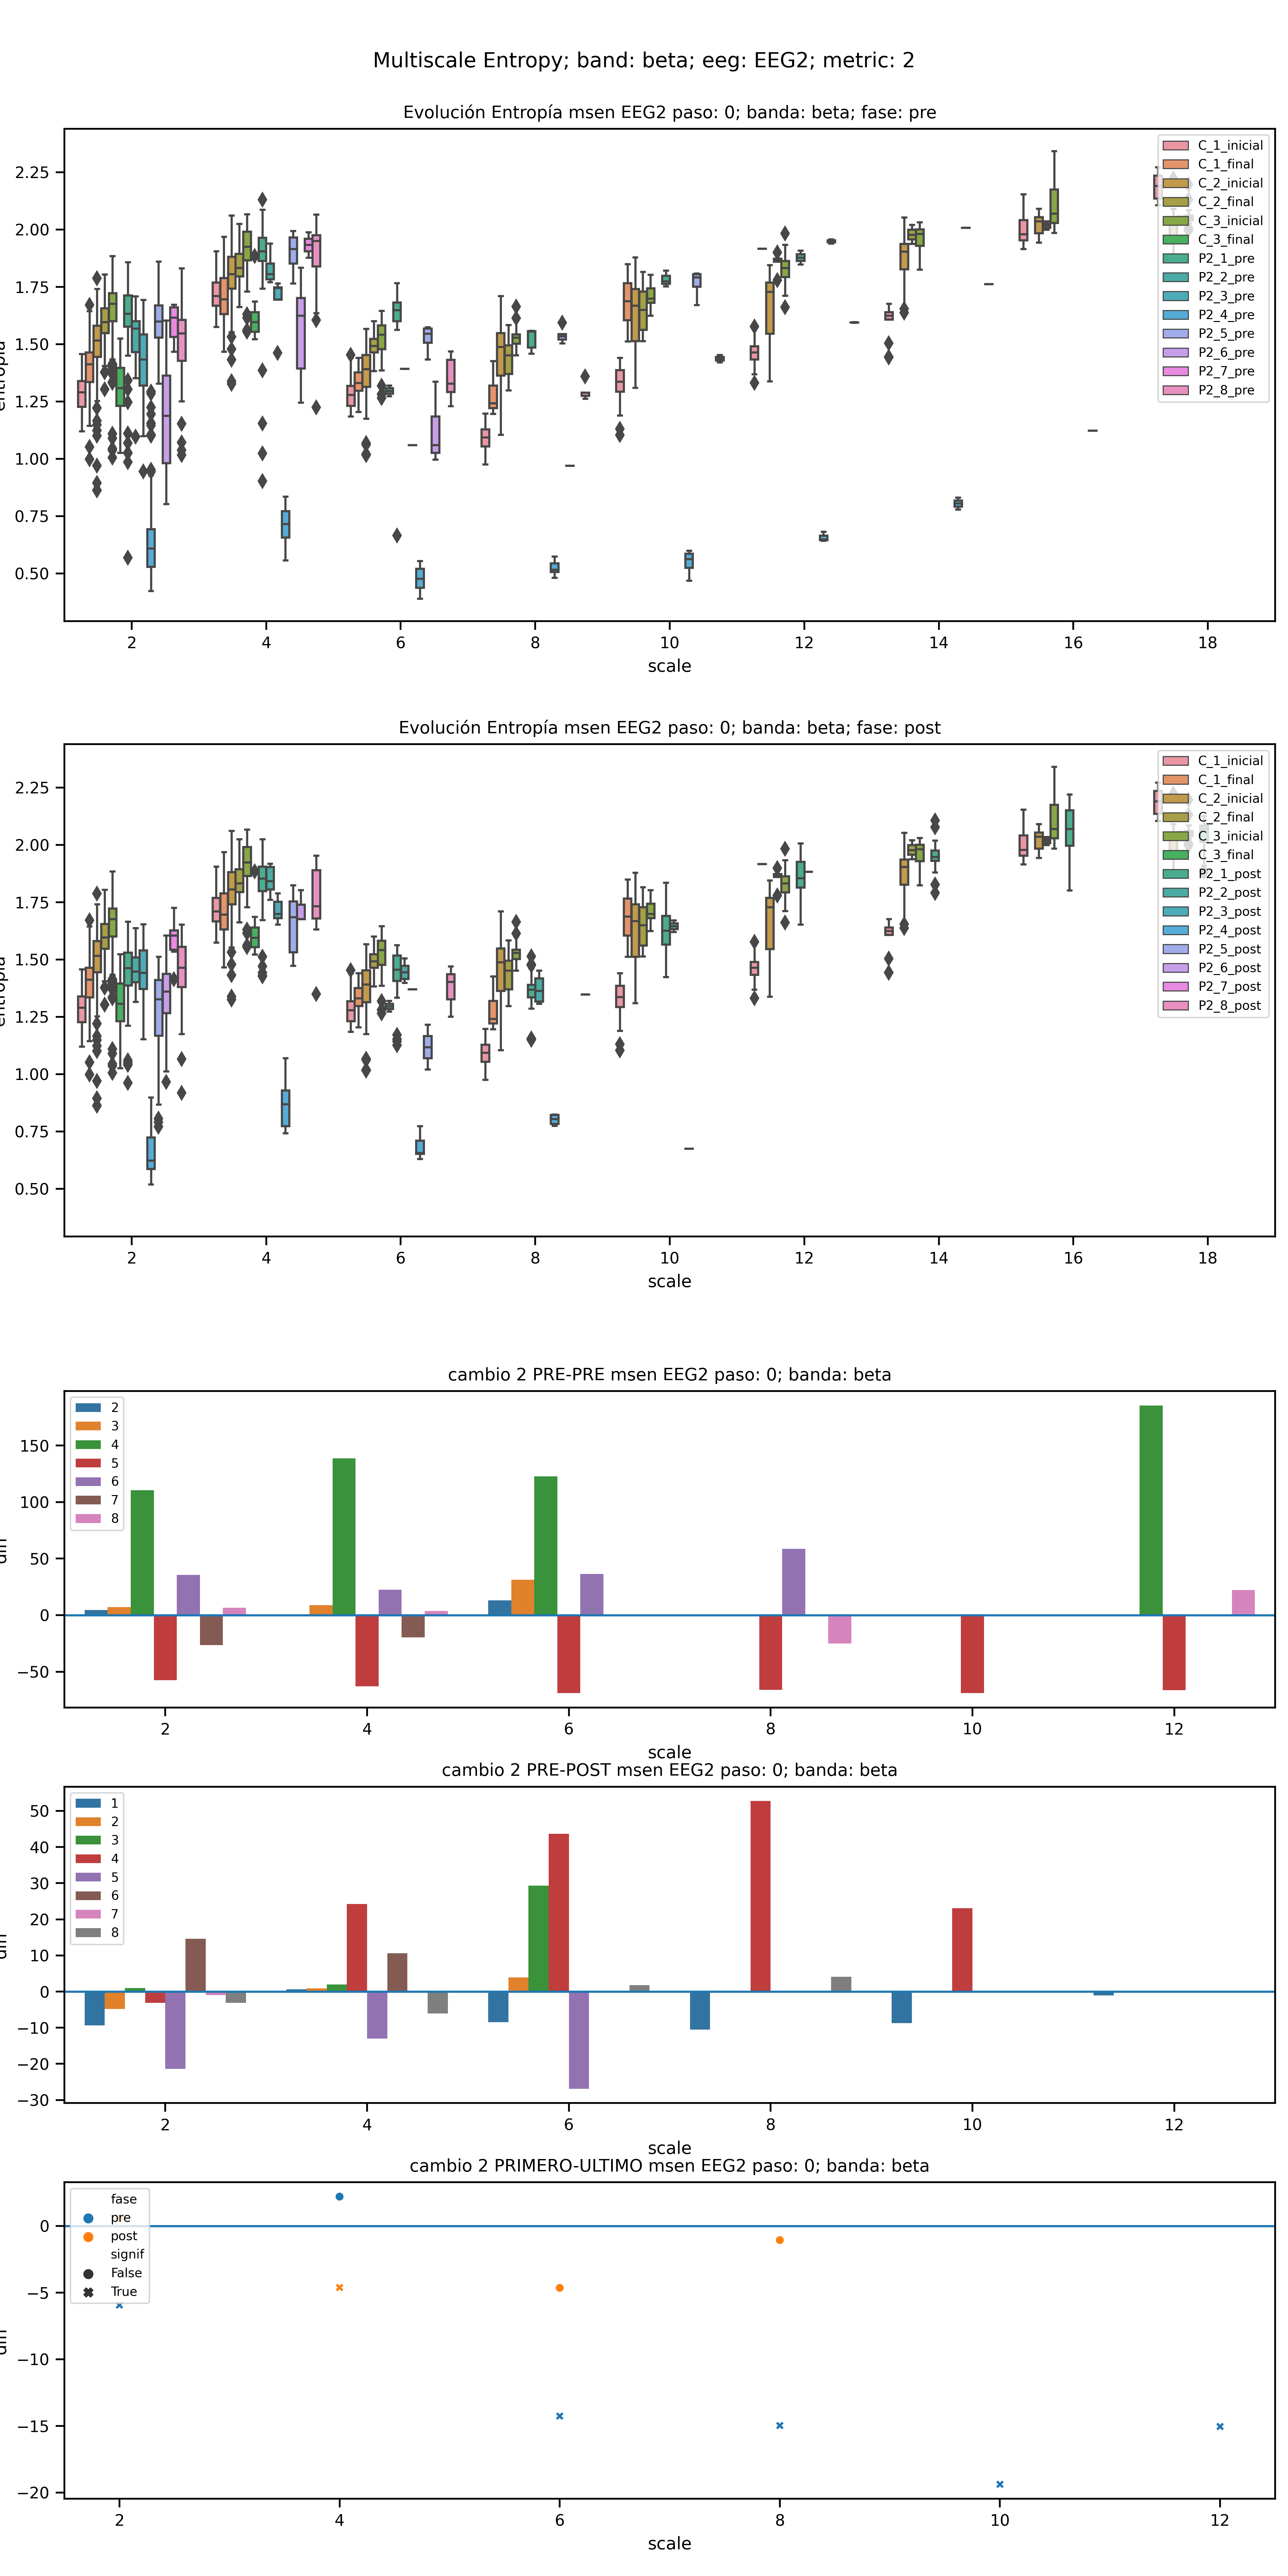 Multiscale Entropy; band: beta; eeg: EEG2; metric: 2
Evolución Entropía msen EEG2 paso: 0; banda: beta; fase: pre
2.25
2.00
1.75
1.50
1.25
1.00
0.75
0.50
entropia
C_1_inicial
C_1_final
C_2_inicial
C_2_final
C_3_inicial
C_3_final
P2_1_pre
P2_2_pre
P2_3_pre
P2_4_pre
P2_5_pre
P2_6_pre
P2_7_pre
P2_8_pre
2 4 6 8 10 12 14 16 18
scale
Evolución Entropía msen EEG2 paso: 0; banda: beta; fase: post
2.25
2.00
1.75
1.50
1.25
1.00
0.75
0.50
entropia
C_1_inicial
C_1_final
C_2_inicial
C_2_final
C_3_inicial
C_3_final
P2_1_post
P2_2_post
P2_3_post
P2_4_post
P2_5_post
P2_6_post
P2_7_post
P2_8_post
2 4 6 8 10 12 14 16 18
scale
cambio 2 PRE-PRE msen EEG2 paso: 0; banda: beta
150
100
50
0
−50
2
3
4
5
6
7
8
2 4 6 8 10 12
scale
cambio 2 PRE-POST msen EEG2 paso: 0; banda: beta
50
40
30
20
10
0
−10
−20
−30
1
2
3
4
5
6
7
8
2 4 6 8 10 12
scale
cambio 2 PRIMERO-ULTIMO msen EEG2 paso: 0; banda: beta
0
−5
−10
−15
−20
fase
pre
post
signif
False
True
2 4 6 8 10 12
scale